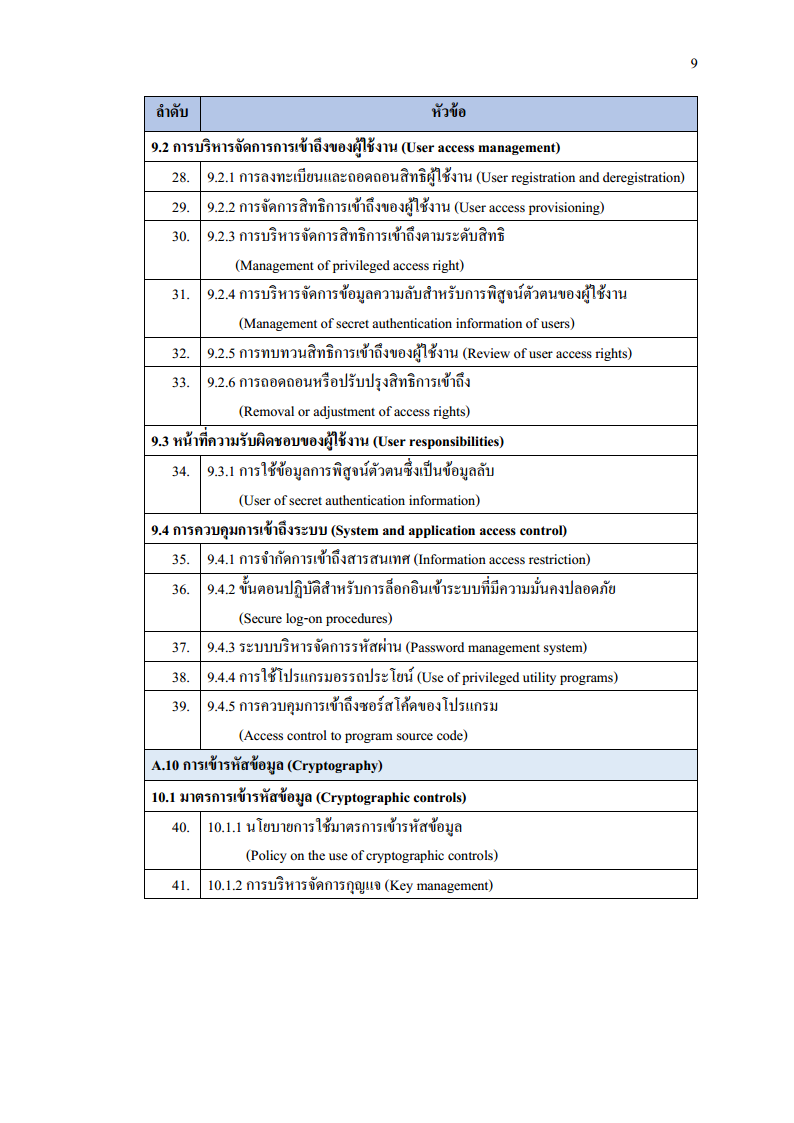 9
ลำดับ หัวข้อ
9.2 การบริหารจัดการการเข้าถึงของผู้ใช้งาน (User access management)
28. 9.2.1 การลงทะเบียนและถอดถอนสิทธิผู้ใช้งาน (User registration and deregistration)
29. 9.2.2 การจัดการสิทธิการเข้าถึงของผู้ใช้งาน (User access provisioning)
30. 9.2.3 การบริหารจัดการสิทธิการเข้าถึงตามระดับสิทธิ
(Management of privileged access right)
31. 9.2.4 การบริหารจัดการข้อมูลความลับสำหรับการพิสูจน์ตัวตนของผู้ใช้งาน
(Management of secret authentication information of users)
32. 9.2.5 การทบทวนสิทธิการเข้าถึงของผู้ใช้งาน (Review of user access rights)
33. 9.2.6 การถอดถอนหรือปรับปรุงสิทธิการเข้าถึง
(Removal or adjustment of access rights)
9.3 หน้าที่ความรับผิดชอบของผู้ใช้งาน (User responsibilities)
34. 9.3.1 การใช้ข้อมูลการพิสูจน์ตัวตนซึ่งเป็นข้อมูลลับ
(User of secret authentication information)
9.4 การควบคุมการเข้าถึงระบบ (System and application access control)
35. 9.4.1 การจำกัดการเข้าถึงสารสนเทศ (Information access restriction)
36. 9.4.2 ขั้นตอนปฏิบัติสำหรับการล็อกอินเข้าระบบที่มีความมั่นคงปลอดภัย
(Secure log-on procedures)
37. 9.4.3 ระบบบริหารจัดการรหัสผ่าน (Password management system)
38. 9.4.4 การใช้โปรแกรมอรรถประโยน์ (Use of privileged utility programs)
39. 9.4.5 การควบคุมการเข้าถึงซอร์สโค้ดของโปรแกรม
(Access control to program source code)
A.10 การเข้ารหัสข้อมูล (Cryptography)
10.1 มาตรการเข้ารหัสข้อมูล (Cryptographic controls)
40. 10.1.1 นโยบายการใช้มาตรการเข้ารหัสข้อมูล
(Policy on the use of cryptographic controls)
41. 10.1.2 การบริหารจัดการกุญแจ (Key management)